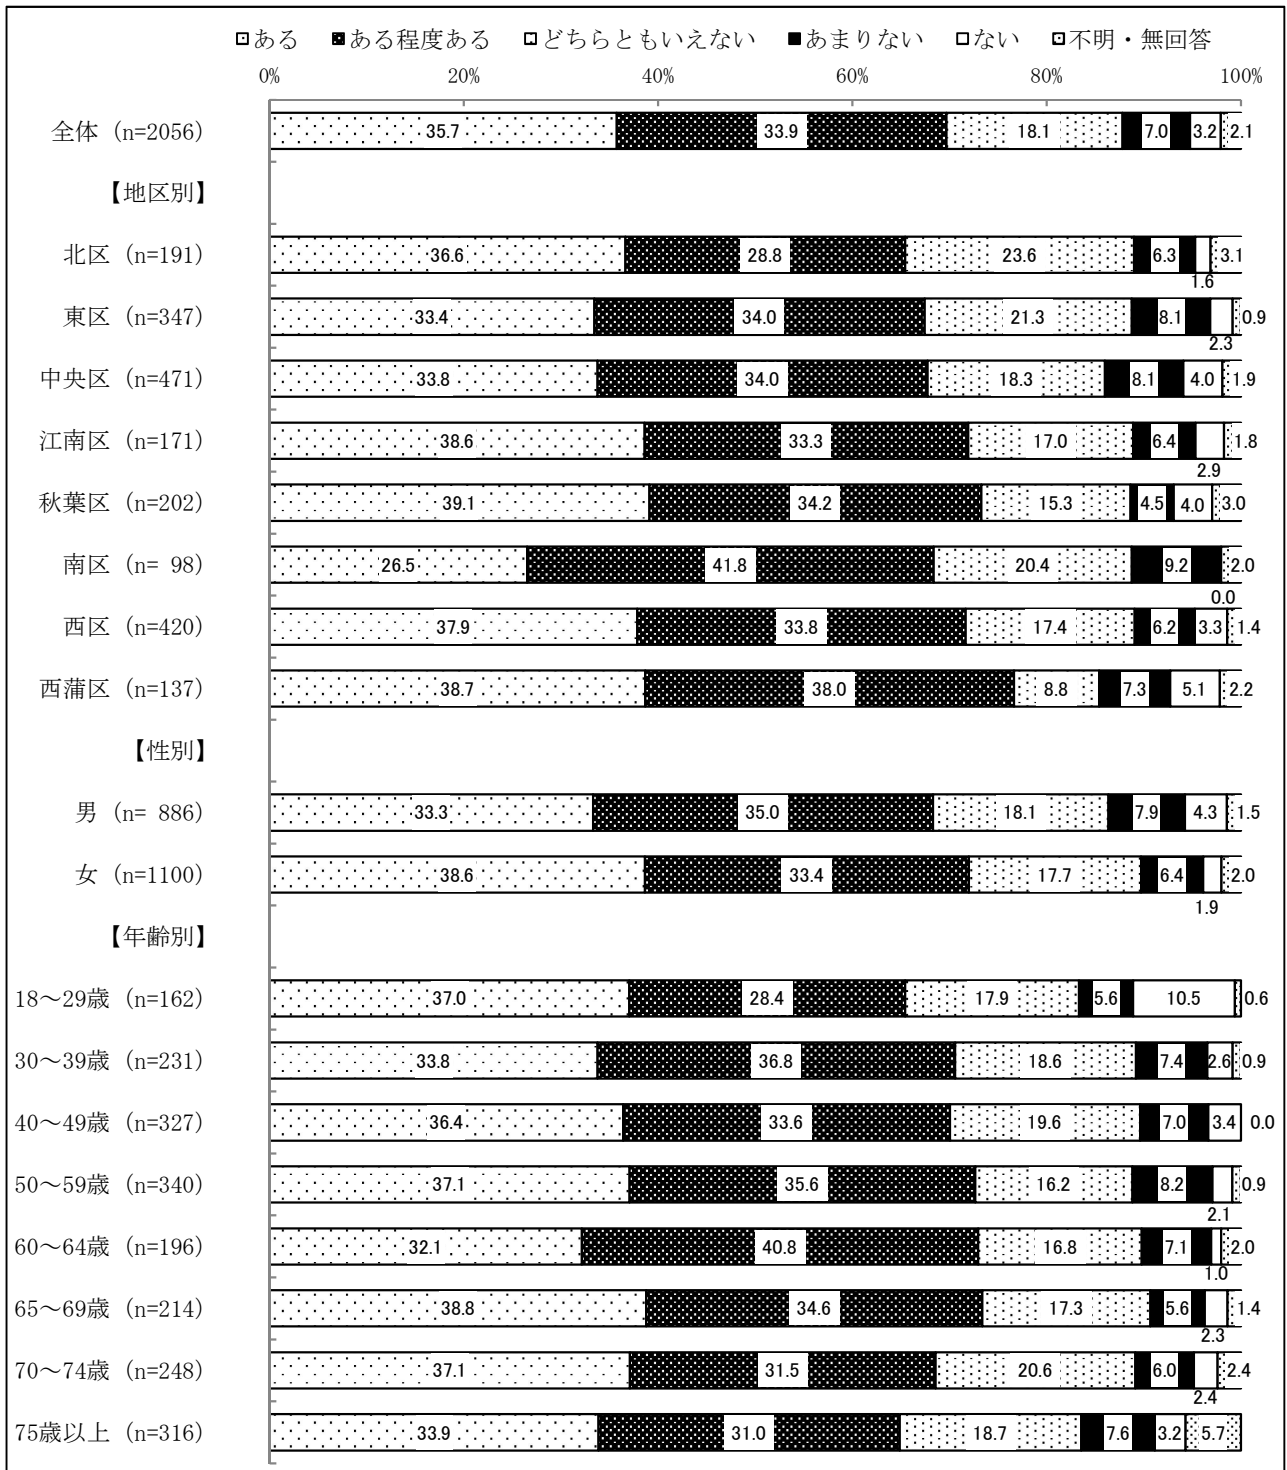 ある ある程度ある どちらともいえない あまりない ない 不明・無回答
0% 20% 40% 60% 80% 100%
全体 (n=2056) 35.7 33.9 18.1 7.0 3.2 2.1
【地区別】
北区 (n=191) 36.6 28.8 23.6 6.3 1.6 3.1
東区 (n=347) 33.4 34.0 21.3 8.1 2.3 0.9
中央区 (n=471) 33.8 34.0 18.3 8.1 4.0 1.9
江南区 (n=171) 38.6 33.3 17.0 6.4 2.9 1.8
秋葉区 (n=202) 39.1 34.2 15.3 4.5 4.0 3.0
南区 (n= 98) 26.5 41.8 20.4 9.2 0.0 2.0
西区 (n=420) 37.9 33.8 17.4 6.2 3.3 1.4
西蒲区 (n=137) 38.7 38.0 8.8 7.3 5.1 2.2
【性別】
男 (n= 886) 33.3 35.0 18.1 7.9 4.3 1.5
女 (n=1100) 38.6 33.4 17.7 6.4 1.9 2.0
【年齢別】
18～29歳 (n=162) 37.0 28.4 17.9 5.6 10.5 0.6
30～39歳 (n=231) 33.8 36.8 18.6 7.4 2.6 0.9
40～49歳 (n=327) 36.4 33.6 19.6 7.0 3.4 0.0
50～59歳 (n=340) 37.1 35.6 16.2 8.2 2.1 0.9
60～64歳 (n=196) 32.1 40.8 16.8 7.1 1.0 2.0
65～69歳 (n=214) 38.8 34.6 17.3 5.6 2.3 1.4
70～74歳 (n=248) 37.1 31.5 20.6 6.0 2.4 2.4
75歳以上 (n=316) 33.9 31.0 18.7 7.6 3.2 5.7